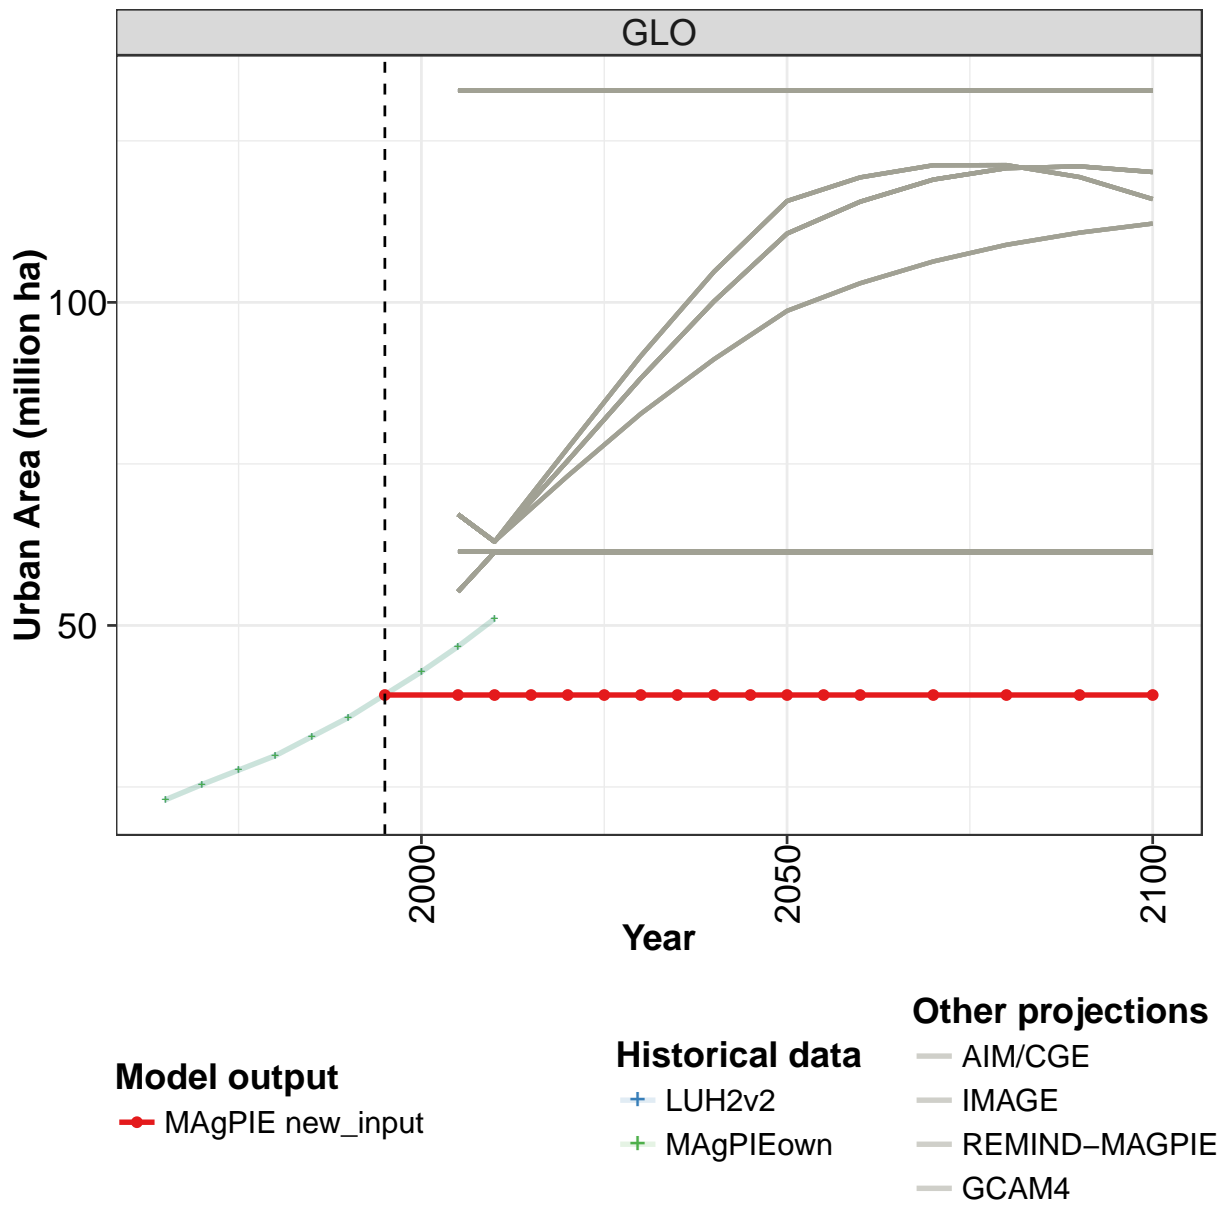 GLO
Urban Area (million ha)
100
50
2000
2050
2100
Year
Model output
MAgPIE new_input
Historical data
LUH2v2
MAgPIEown
Other projections
AIM/CGE
IMAGE
REMIND−MAGPIE
GCAM4